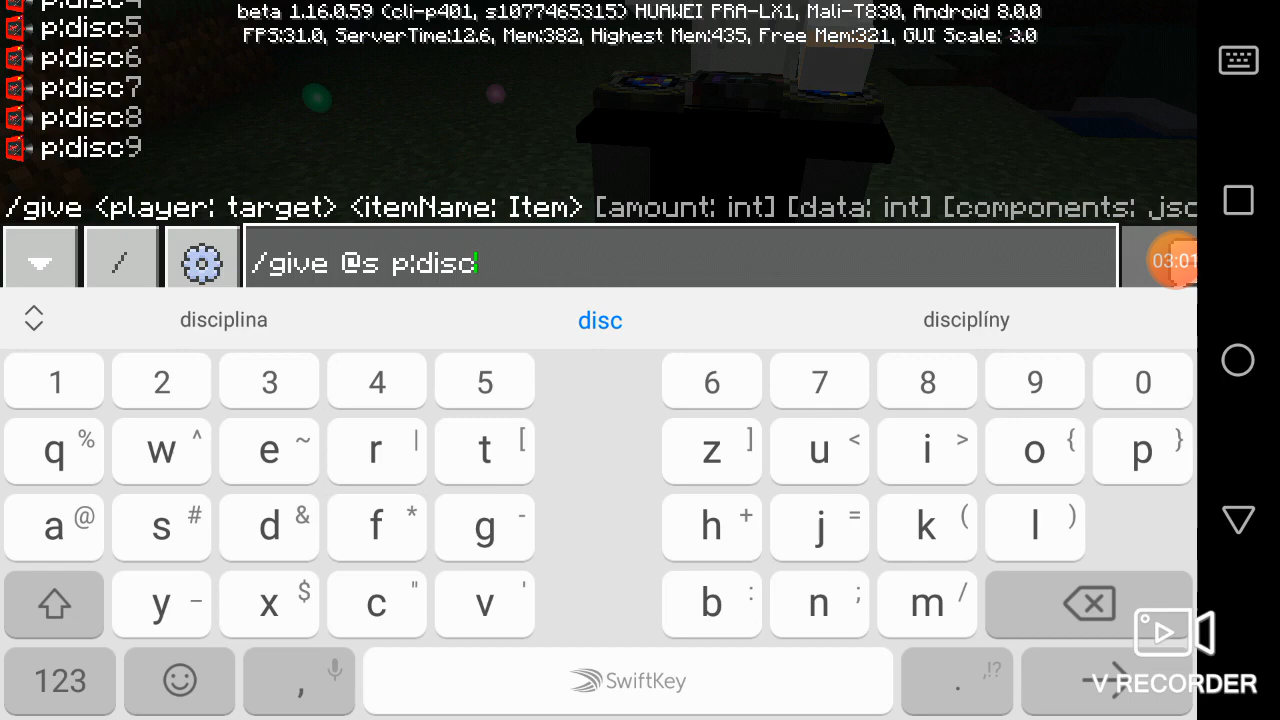 p:disc4
p:disc5
p:disc6
p:disc7
p:disc8
p:disc9
beta 1.16.0.59 (cli-p401, s1077465315) HUAWEI PRA-LX1, Mali-T830, Android 8.0.0
FPS:31.0, ServerTime:12.6, Mem:382, Highest Mem:435, Free Mem:321, GUI Scale: 3.0
/give <player: target> <itemName: Item> [amount: int] [data: int] [components: jsc
/ /give @s p:disc 03:01
disciplina disc disciplíny
1 2 3 4 5 6 7 8 9 0
q % w ^ e ~ r | t [ z ] u < i > o { p }
a @ s # d & f * g - h + j = k ( l )
y – x $ c " v ' b : n ; m /
123 , SwiftKey . ,!?
V RECORDER